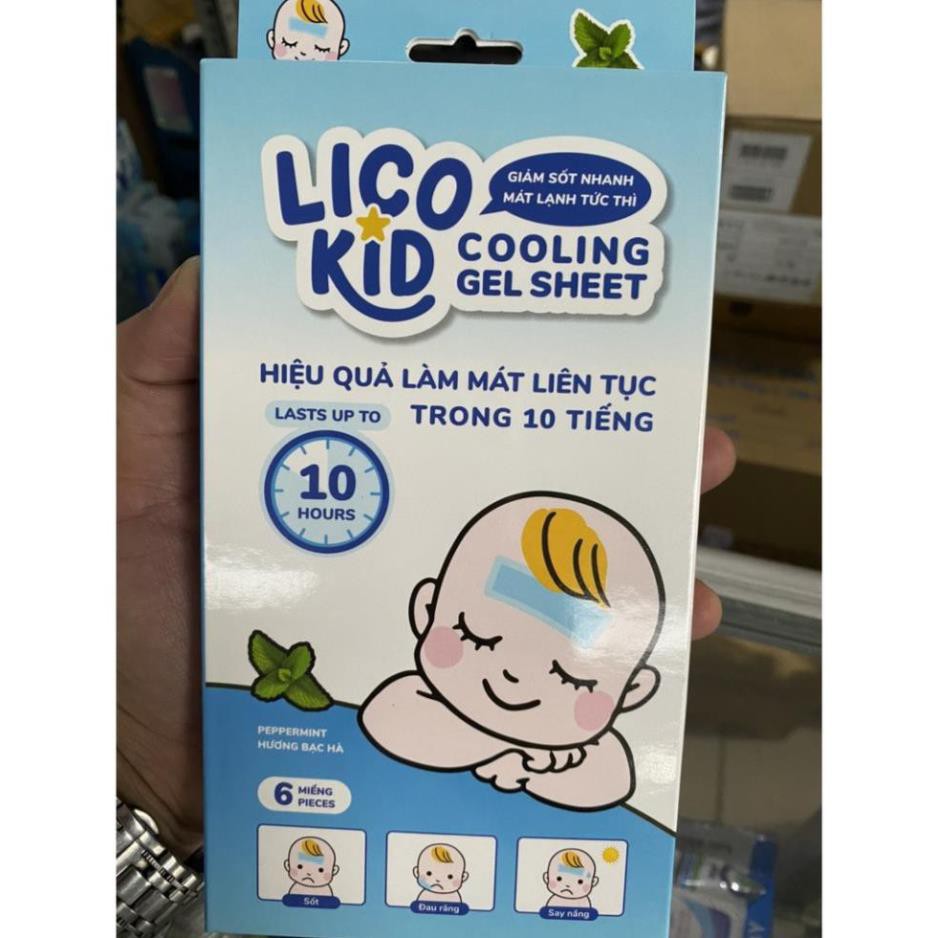 LICO
KID
GIẢM SỐT NHANH
MÁT LẠNH TỨC THÌ
COOLING
GEL SHEET
HIỆU QUẢ LÀM MÁT LIÊN TỤC
TRONG 10 TIẾNG
LASTS UP TO
10
HOURS
PEPPERMINT
HƯƠNG BẠC HÀ
6 MIẾNG
PIECES
Sốt
Đau răng
Say nắng